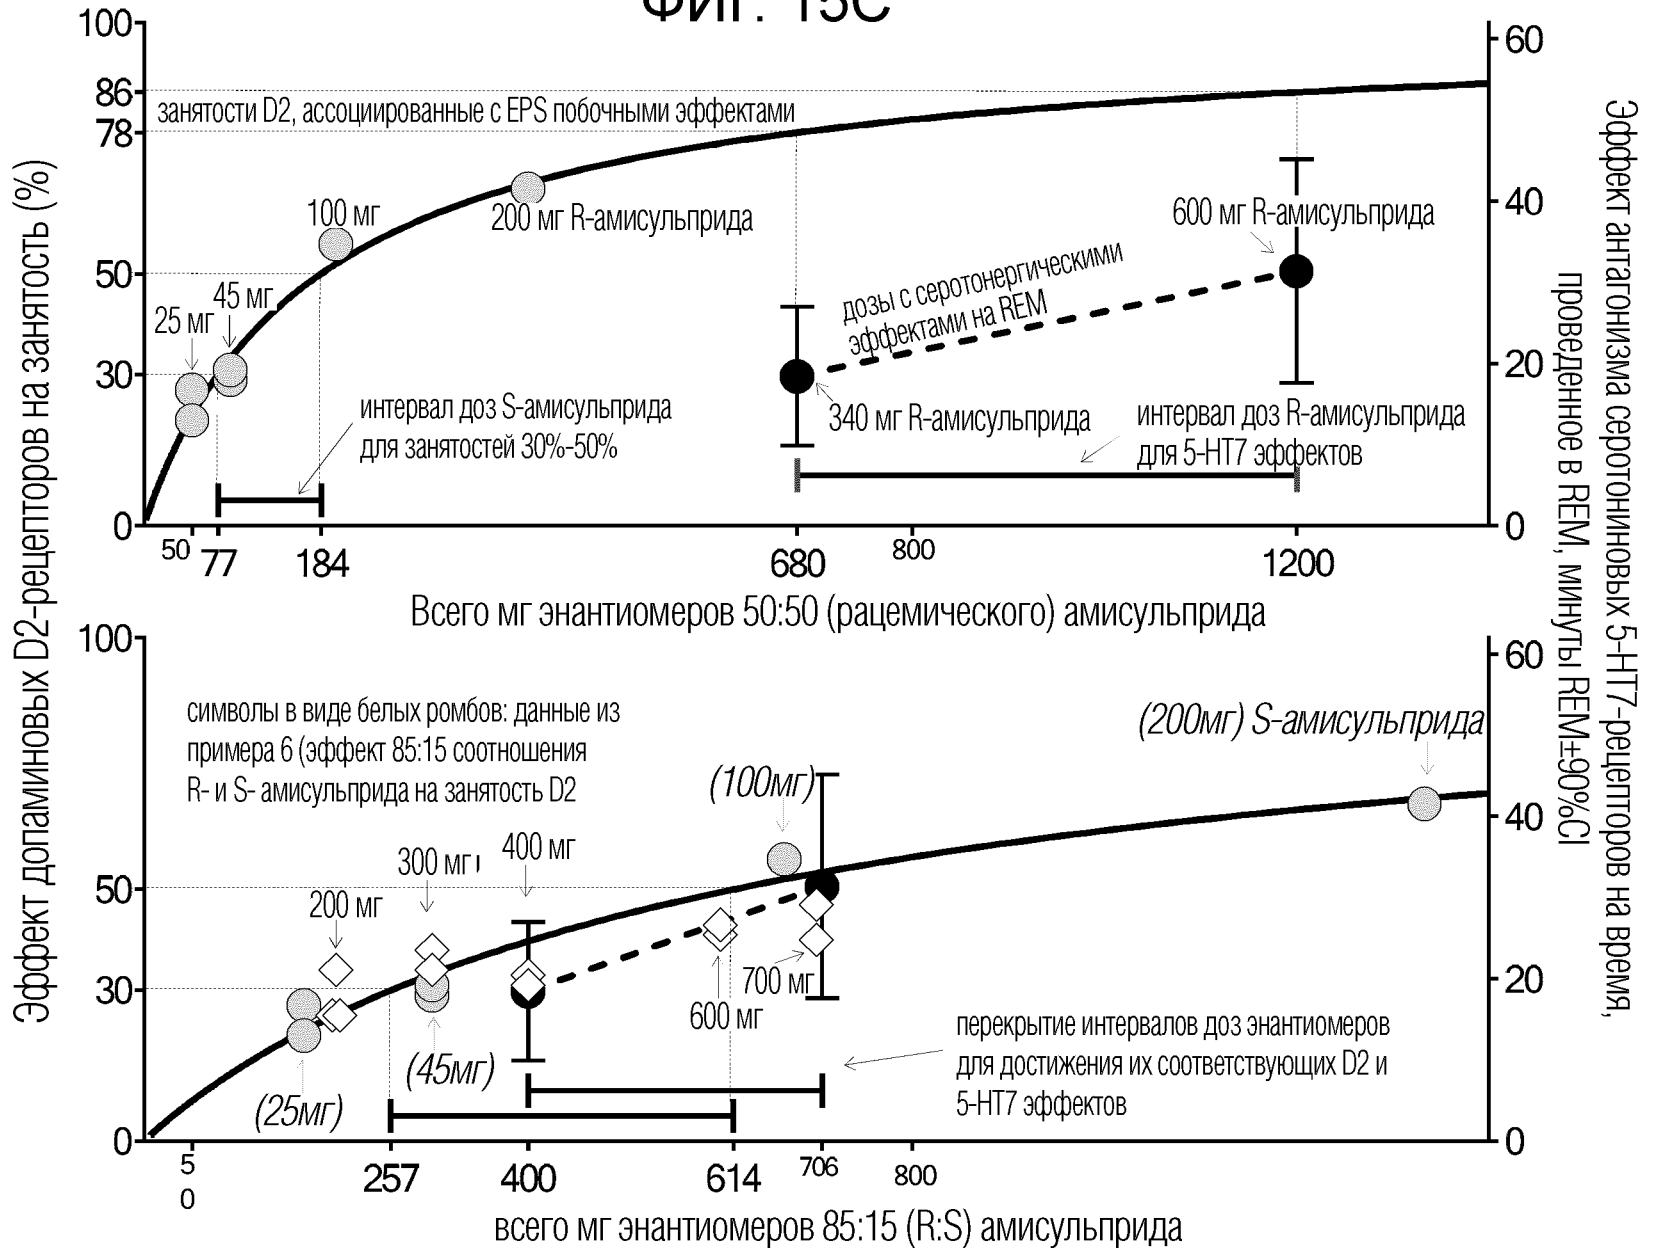 ФИГ. 15C
Эффект допаминовых D2-рецепторов на занятость (%)
100
86
78
50
30
0
занятости D2, ассоциированные с EPS побочными эффектами
25 мг
45 мг
100 мг
200 мг R-амисульприда
600 мг R-амисульприда
дозы с серотонергическими
эффектами на REM
340 мг R-амисульприда
интервал доз S-амисульприда
для занятостей 30%-50%
интервал доз R-амисульприда
для 5-HT7 эффектов
60
40
20
0
50
77
184
680
800
1200
Всего мг энантиомеров 50:50 (рацемического) амисульприда
Эффект антагонизма серотониновых 5-HT7-рецепторов на время,
проведенное в REM, минуты REM±90%CI
100
50
30
0
символы в виде белых ромбов: данные из
примера 6 (эффект 85:15 соотношения
R- и S- амисульприда на занятость D2
(200мг) S-амисульприда
(100мг)
400 мг
300 мг
200 мг
700 мг
600 мг
(45мг)
(25мг)
перекрытие интервалов доз энантиомеров
для достижения их соответствующих D2 и
5-HT7 эффектов
60
40
20
0
5
0
257
400
614
706
800
всего мг энантиомеров 85:15 (R:S) амисульприда